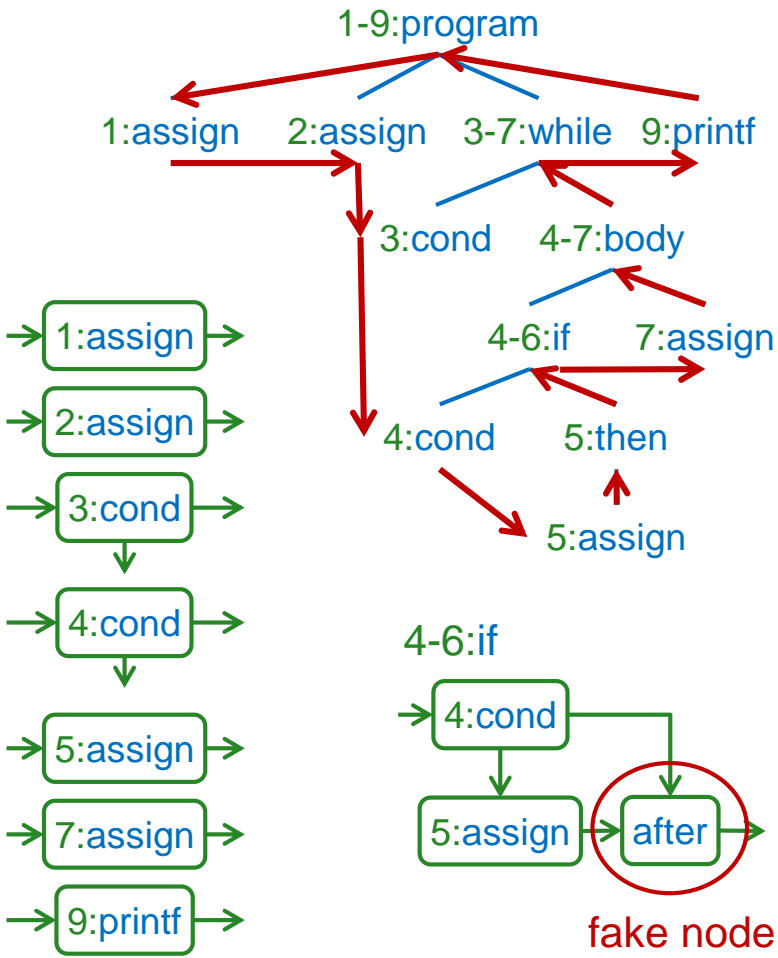 1-9:program
1:assign 2:assign 3-7:while 9:printf
3:cond 4-7:body
4-6:if 7:assign
4:cond 5:then
5:assign
1:assign
2:assign
3:cond
4:cond
5:assign
7:assign
9:printf
4-6:if
4:cond
5:assign after
fake node